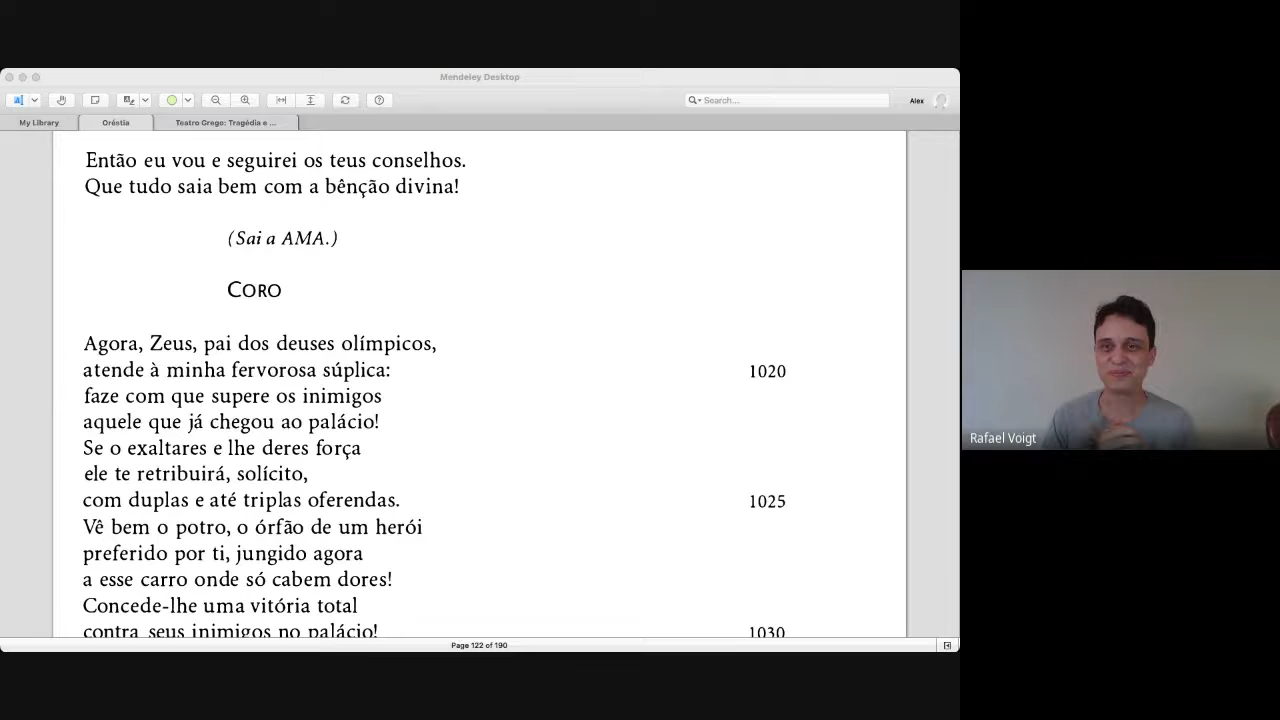 Mendeley Desktop
Search...
Alex
My Library
Oréstia
Teatro Grego: Tragédia e ...
Então eu vou e seguirei os teus conselhos.
Que tudo saia bem com a bênção divina!
(Sai a AMA.)
CORO
Agora, Zeus, pai dos deuses olímpicos,
atende à minha fervorosa súplica: 1020
faze com que supere os inimigos
aquele que já chegou ao palácio!
Se o exaltares e lhe deres força
ele te retribuirá, solícito,
com duplas e até triplas oferendas. 1025
Vê bem o potro, o órfão de um herói
preferido por ti, jungido agora
a esse carro onde só cabem dores!
Concede-lhe uma vitória total
contra seus inimigos no palácio! 1030
Page 122 of 190
Rafael Voigt